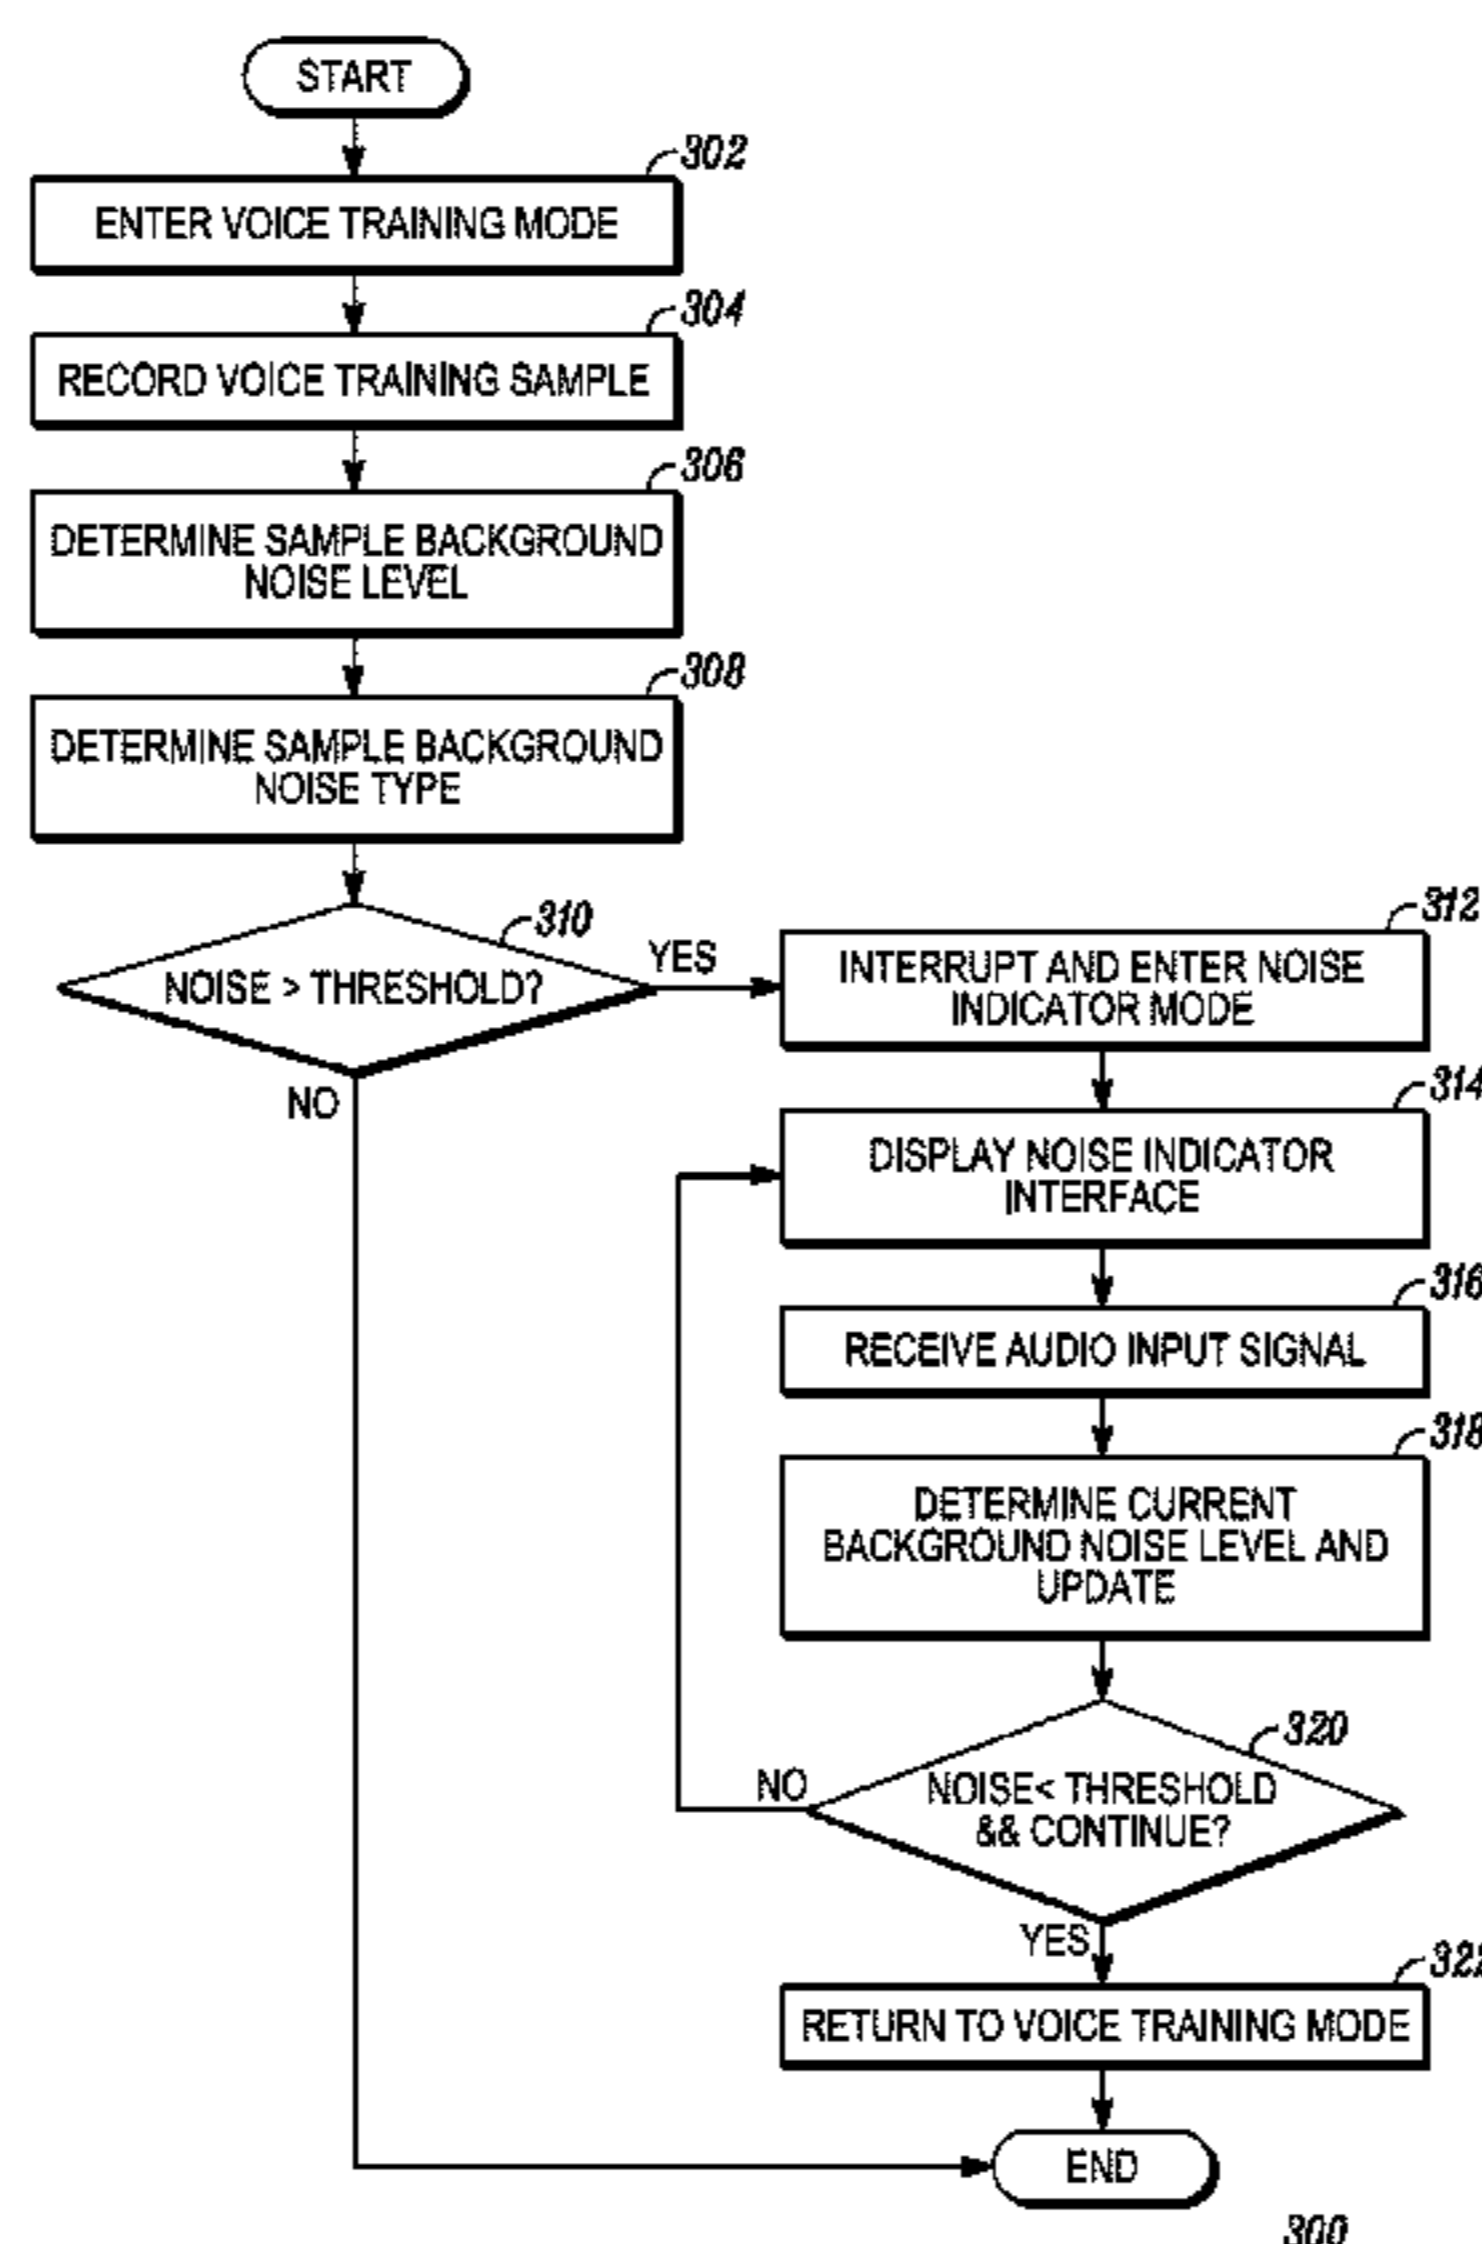 START
302
ENTER VOICE TRAINING MODE
304
RECORD VOICE TRAINING SAMPLE
306
DETERMINE SAMPLE BACKGROUND
NOISE LEVEL
308
DETERMINE SAMPLE BACKGROUND
NOISE TYPE
310
NOISE > THRESHOLD?
YES
NO
312
INTERRUPT AND ENTER NOISE
INDICATOR MODE
314
DISPLAY NOISE INDICATOR
INTERFACE
316
RECEIVE AUDIO INPUT SIGNAL
318
DETERMINE CURRENT
BACKGROUND NOISE LEVEL AND
UPDATE
320
NOISE< THRESHOLD
&& CONTINUE?
NO
YES
322
RETURN TO VOICE TRAINING MODE
END
300